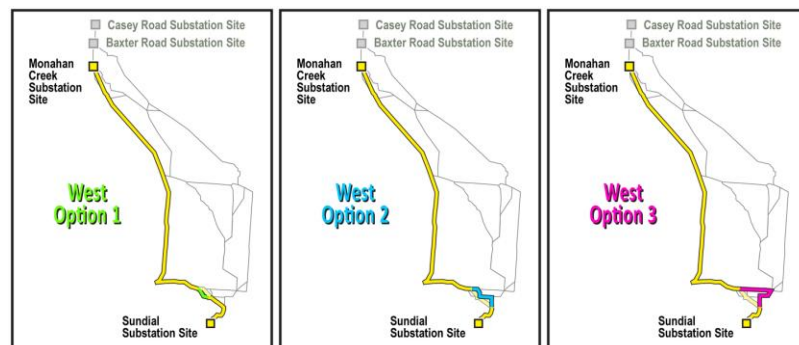 Casey Road Substation Site
Baxter Road Substation Site
Monahan
Creek
Substation
Site
West
Option 1
Sundial
Substation Site
Casey Road Substation Site
Baxter Road Substation Site
Monahan
Creek
Substation
Site
West
Option 2
Sundial
Substation Site
Casey Road Substation Site
Baxter Road Substation Site
Monahan
Creek
Substation
Site
West
Option 3
Sundial
Substation Site